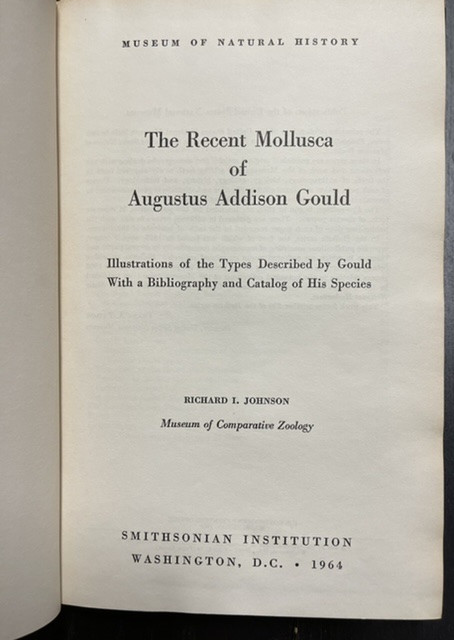 MUSEUM OF NATURAL HISTORY
The Recent Mollusca
of
Augustus Addison Gould
Illustrations of the Types Described by Gould
With a Bibliography and Catalog of His Species
RICHARD I. JOHNSON
Museum of Comparative Zoology
SMITHSONIAN INSTITUTION
WASHINGTON, D.C. • 1964